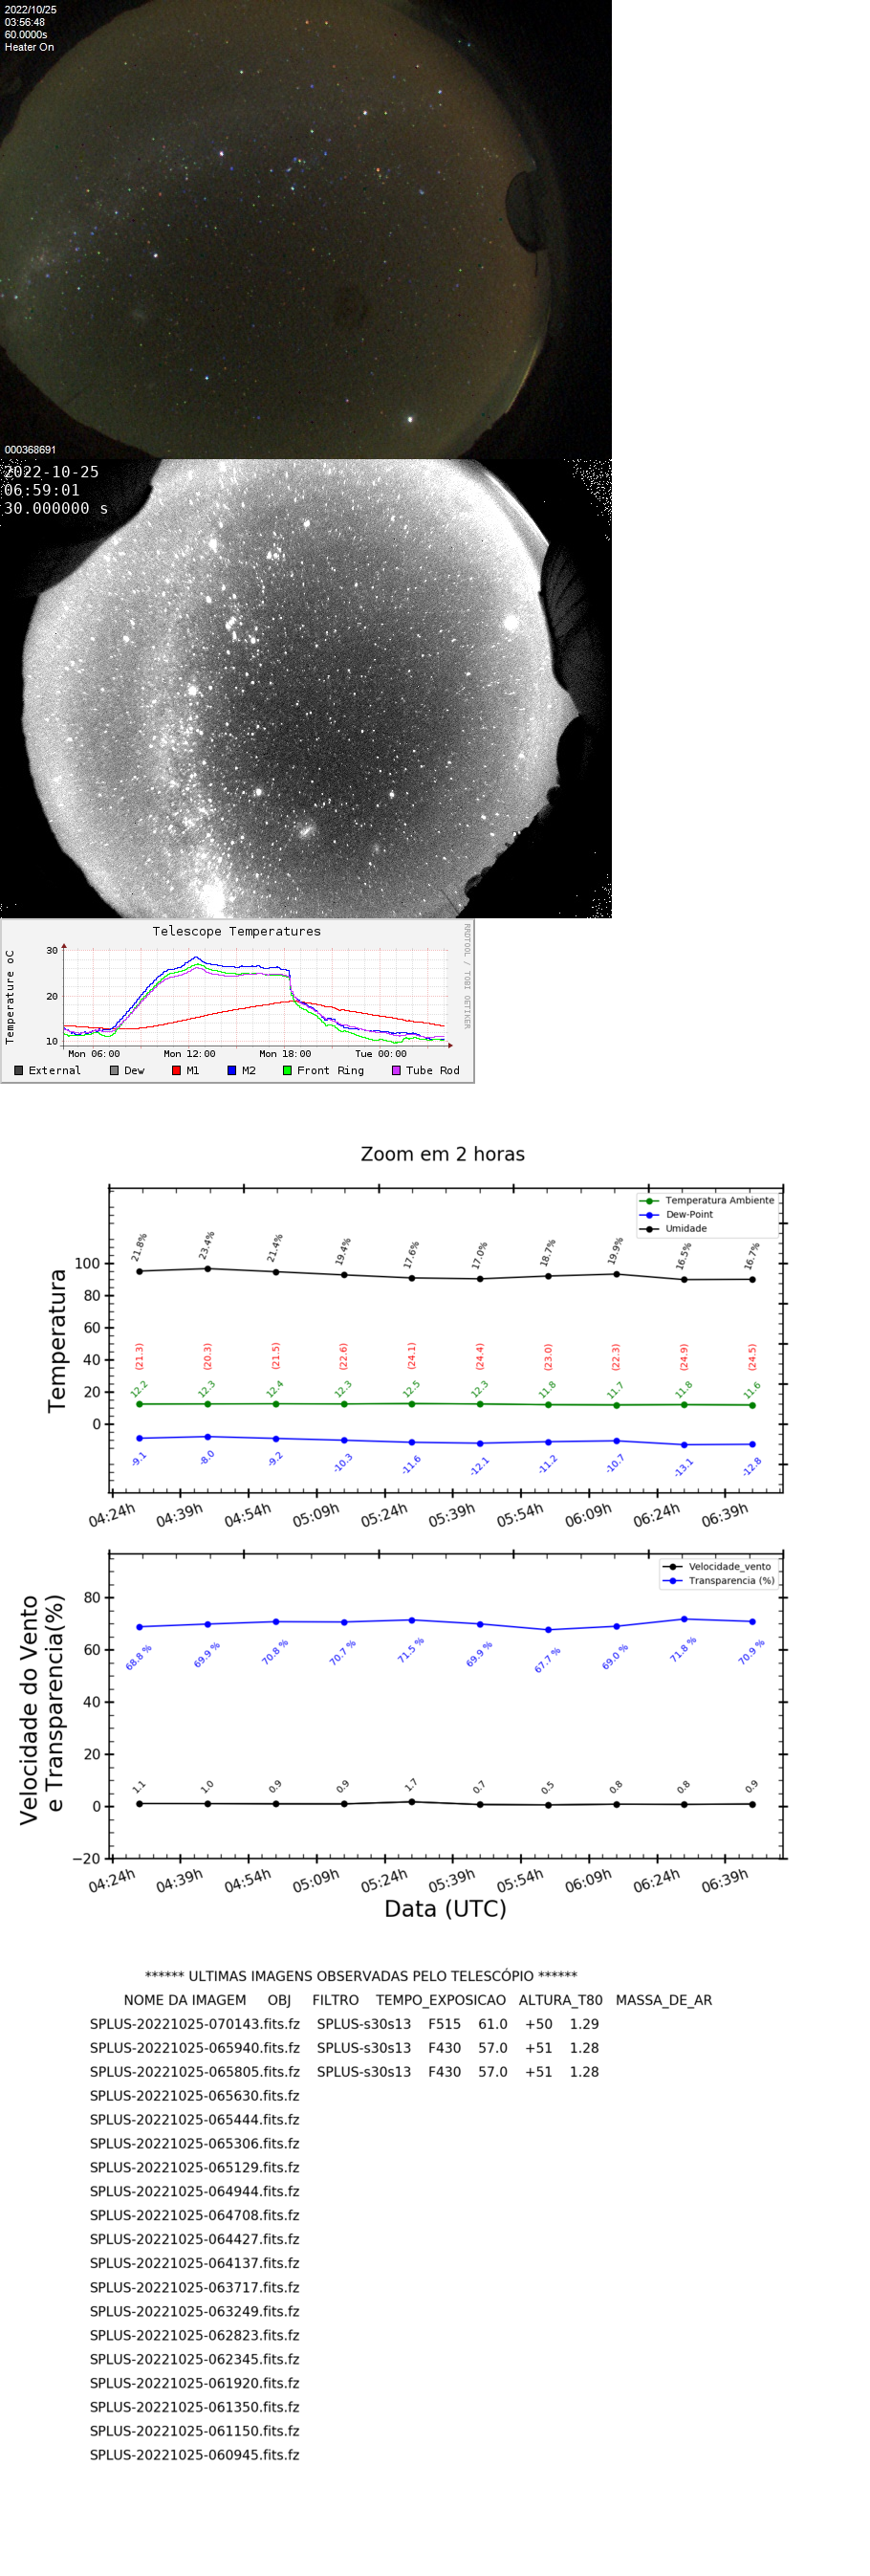 2022/10/25
03:56:48
60.0000s
Heater On
000368691
2022-10-25
06:59:01
30.000000 s
Telescope Temperatures
RRDTOOL / TOBI OETIKER
Temperature oC
30
20
10
Mon 06:00 Mon 12:00 Mon 18:00 Tue 00:00
External Dew M1 M2 Front Ring Tube Rod
Zoom em 2 horas
Temperatura Ambiente
Dew-Point
Umidade
Temperatura
100
80
60
40
20
0
21.8% 23.4% 21.4% 19.4% 17.6% 17.0% 18.7% 19.9% 16.5% 16.7%
(21.3) (20.3) (21.5) (22.6) (24.1) (24.4) (23.0) (22.3) (24.9) (24.5)
12.2 12.3 12.4 12.3 12.5 12.3 11.8 11.7 11.8 11.6
-9.1 -8.0 -9.2 -10.3 -11.6 -12.1 -11.2 -10.7 -13.1 -12.8
04:24h 04:39h 04:54h 05:09h 05:24h 05:39h 05:54h 06:09h 06:24h 06:39h
Velocidade_vento
Transparencia (%)
Velocidade do Vento
e Transparencia(%)
80
60
40
20
0
−20
68.8 % 69.9 % 70.8 % 70.7 % 71.5 % 69.9 % 67.7 % 69.0 % 71.8 % 70.9 %
1.1 1.0 0.9 0.9 1.7 0.7 0.5 0.8 0.8 0.9
04:24h 04:39h 04:54h 05:09h 05:24h 05:39h 05:54h 06:09h 06:24h 06:39h
Data (UTC)
****** ULTIMAS IMAGENS OBSERVADAS PELO TELESCÓPIO ******
NOME DA IMAGEM OBJ FILTRO TEMPO_EXPOSICAO ALTURA_T80 MASSA_DE_AR
SPLUS-20221025-070143.fits.fz SPLUS-s30s13 F515 61.0 +50 1.29
SPLUS-20221025-065940.fits.fz SPLUS-s30s13 F430 57.0 +51 1.28
SPLUS-20221025-065805.fits.fz SPLUS-s30s13 F430 57.0 +51 1.28
SPLUS-20221025-065630.fits.fz
SPLUS-20221025-065444.fits.fz
SPLUS-20221025-065306.fits.fz
SPLUS-20221025-065129.fits.fz
SPLUS-20221025-064944.fits.fz
SPLUS-20221025-064708.fits.fz
SPLUS-20221025-064427.fits.fz
SPLUS-20221025-064137.fits.fz
SPLUS-20221025-063717.fits.fz
SPLUS-20221025-063249.fits.fz
SPLUS-20221025-062823.fits.fz
SPLUS-20221025-062345.fits.fz
SPLUS-20221025-061920.fits.fz
SPLUS-20221025-061350.fits.fz
SPLUS-20221025-061150.fits.fz
SPLUS-20221025-060945.fits.fz